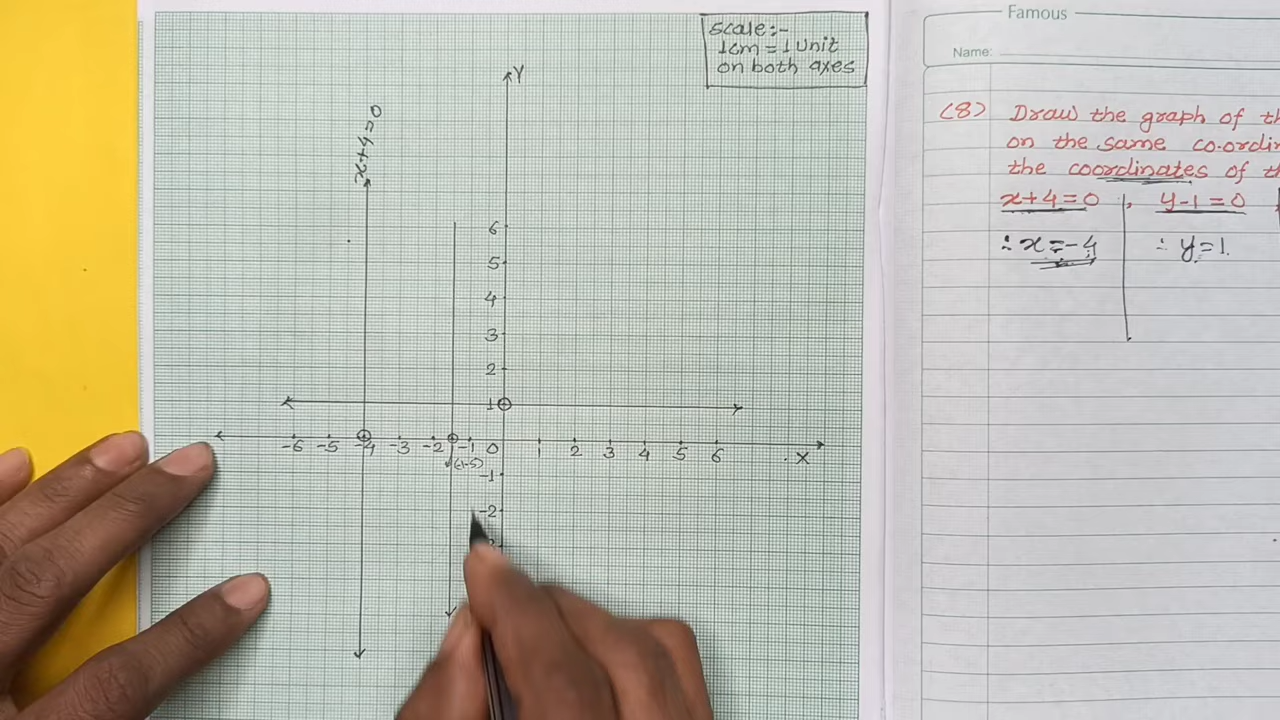 Scale:-
1cm = 1 Unit
on both axes
Y
x+4=0
6
5
4
3
2
1
-6 -5 -4 -3 -2 -1 0 1 2 3 4 5 6 X
(-1.5)
-1
-2
Famous
Name:
(8) Draw the graph of
on the same
the coordinates of
x+4=0, y-1=0
∴ x=-4 ∴ y=1.